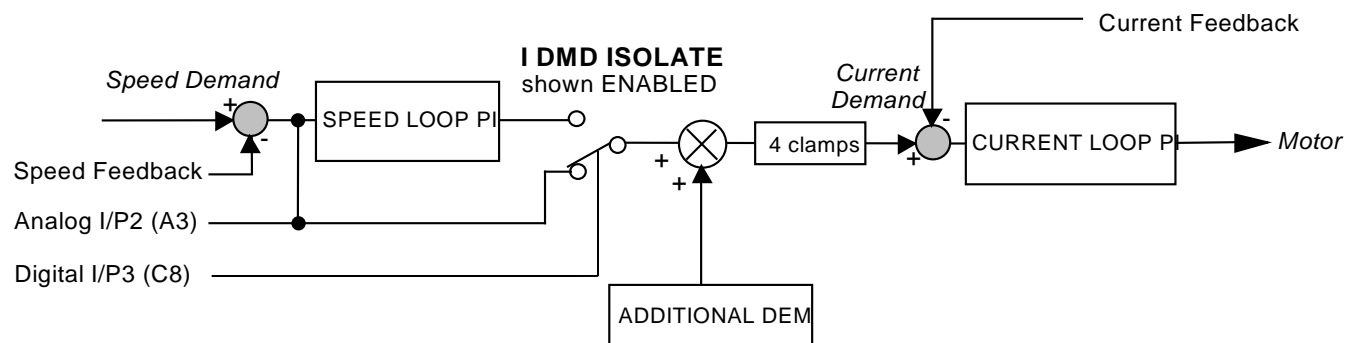 Current Feedback
I DMD ISOLATE
shown ENABLED
Speed Demand
Current
Demand
+
-
SPEED LOOP PI
-
+
4 clamps
+
CURRENT LOOP PI
Motor
Speed Feedback
+
Analog I/P2 (A3)
Digital I/P3 (C8)
ADDITIONAL DEM